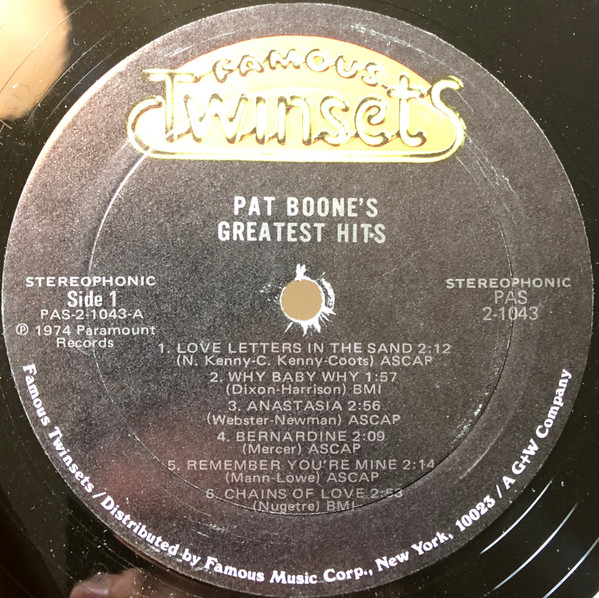 FAMOUS
Twinsets
PAT BOONE'S
GREATEST HITS
STEREOPHONIC
Side 1
PAS-2-1043-A
℗ 1974 Paramount
Records
STEREOPHONIC
PAS
2-1043
1. LOVE LETTERS IN THE SAND 2:12
(N. Kenny-C. Kenny-Coots) ASCAP
2. WHY BABY WHY 1:57
(Dixon-Harrison) BMI
3. ANASTASIA 2:56
(Webster-Newman) ASCAP
4. BERNARDINE 2:09
(Mercer) ASCAP
5. REMEMBER YOU'RE MINE 2:14
(Mann-Lowe) ASCAP
6. CHAINS OF LOVE 2:53
(Nugetre) BMI
Famous Twinsets / Distributed by Famous Music Corp., New York, 10023 / A G+W Company